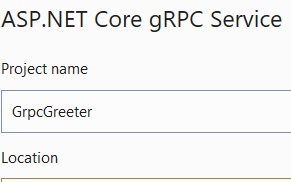 ASP.NET Core gRPC Service
Project name
GrpcGreeter
Location